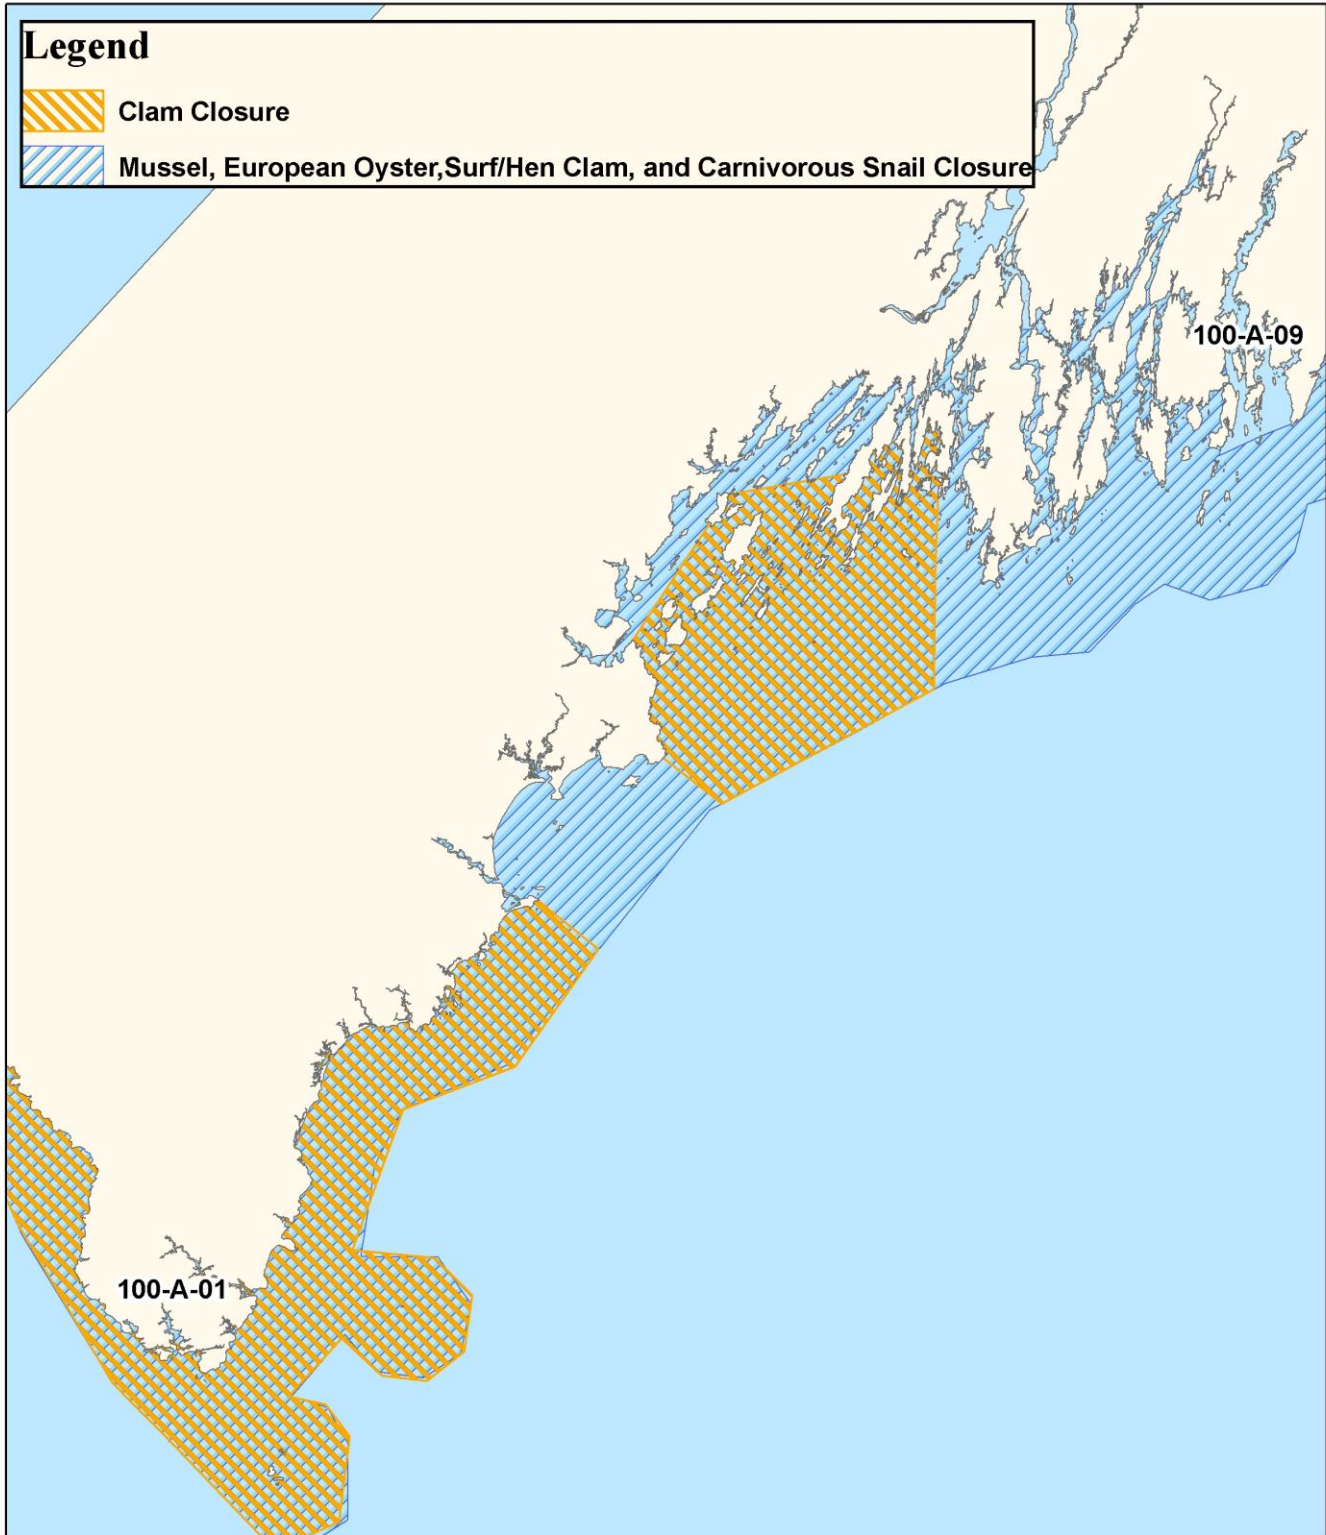 Legend
Clam Closure
Mussel, European Oyster,Surf/Hen Clam, and Carnivorous Snail Closure
100-A-09
100-A-01